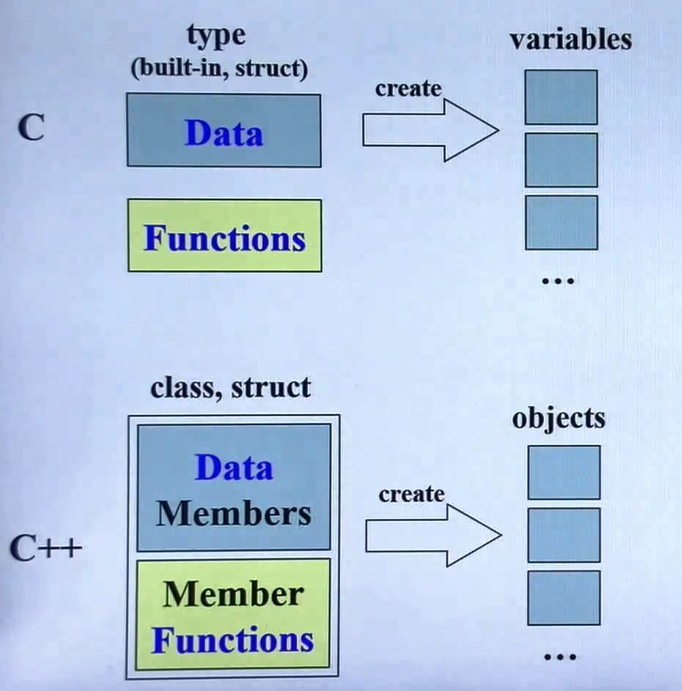 type
(built-in, struct)
variables
create
C
Data
Functions
...
class, struct
objects
Data
Members
create
C++
Member
Functions
...